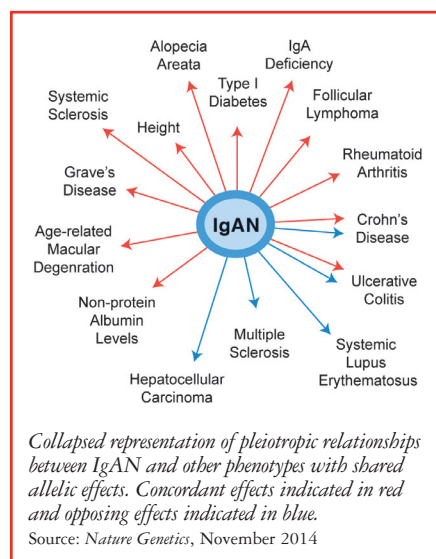 Alopecia
Areata
IgA
Deficiency
Type I
Diabetes
Systemic
Sclerosis
Follicular
Lymphoma
Height
Rheumatoid
Arthritis
Grave's
Disease
IgAN
Crohn's
Disease
Age-related
Macular
Degenration
Ulcerative
Colitis
Non-protein
Albumin
Levels
Multiple
Sclerosis
Systemic
Lupus
Erythematosus
Hepatocellular
Carcinoma
Collapsed representation of pleiotropic relationships
between IgAN and other phenotypes with shared
allelic effects. Concordant effects indicated in red
and opposing effects indicated in blue.
Source: Nature Genetics, November 2014